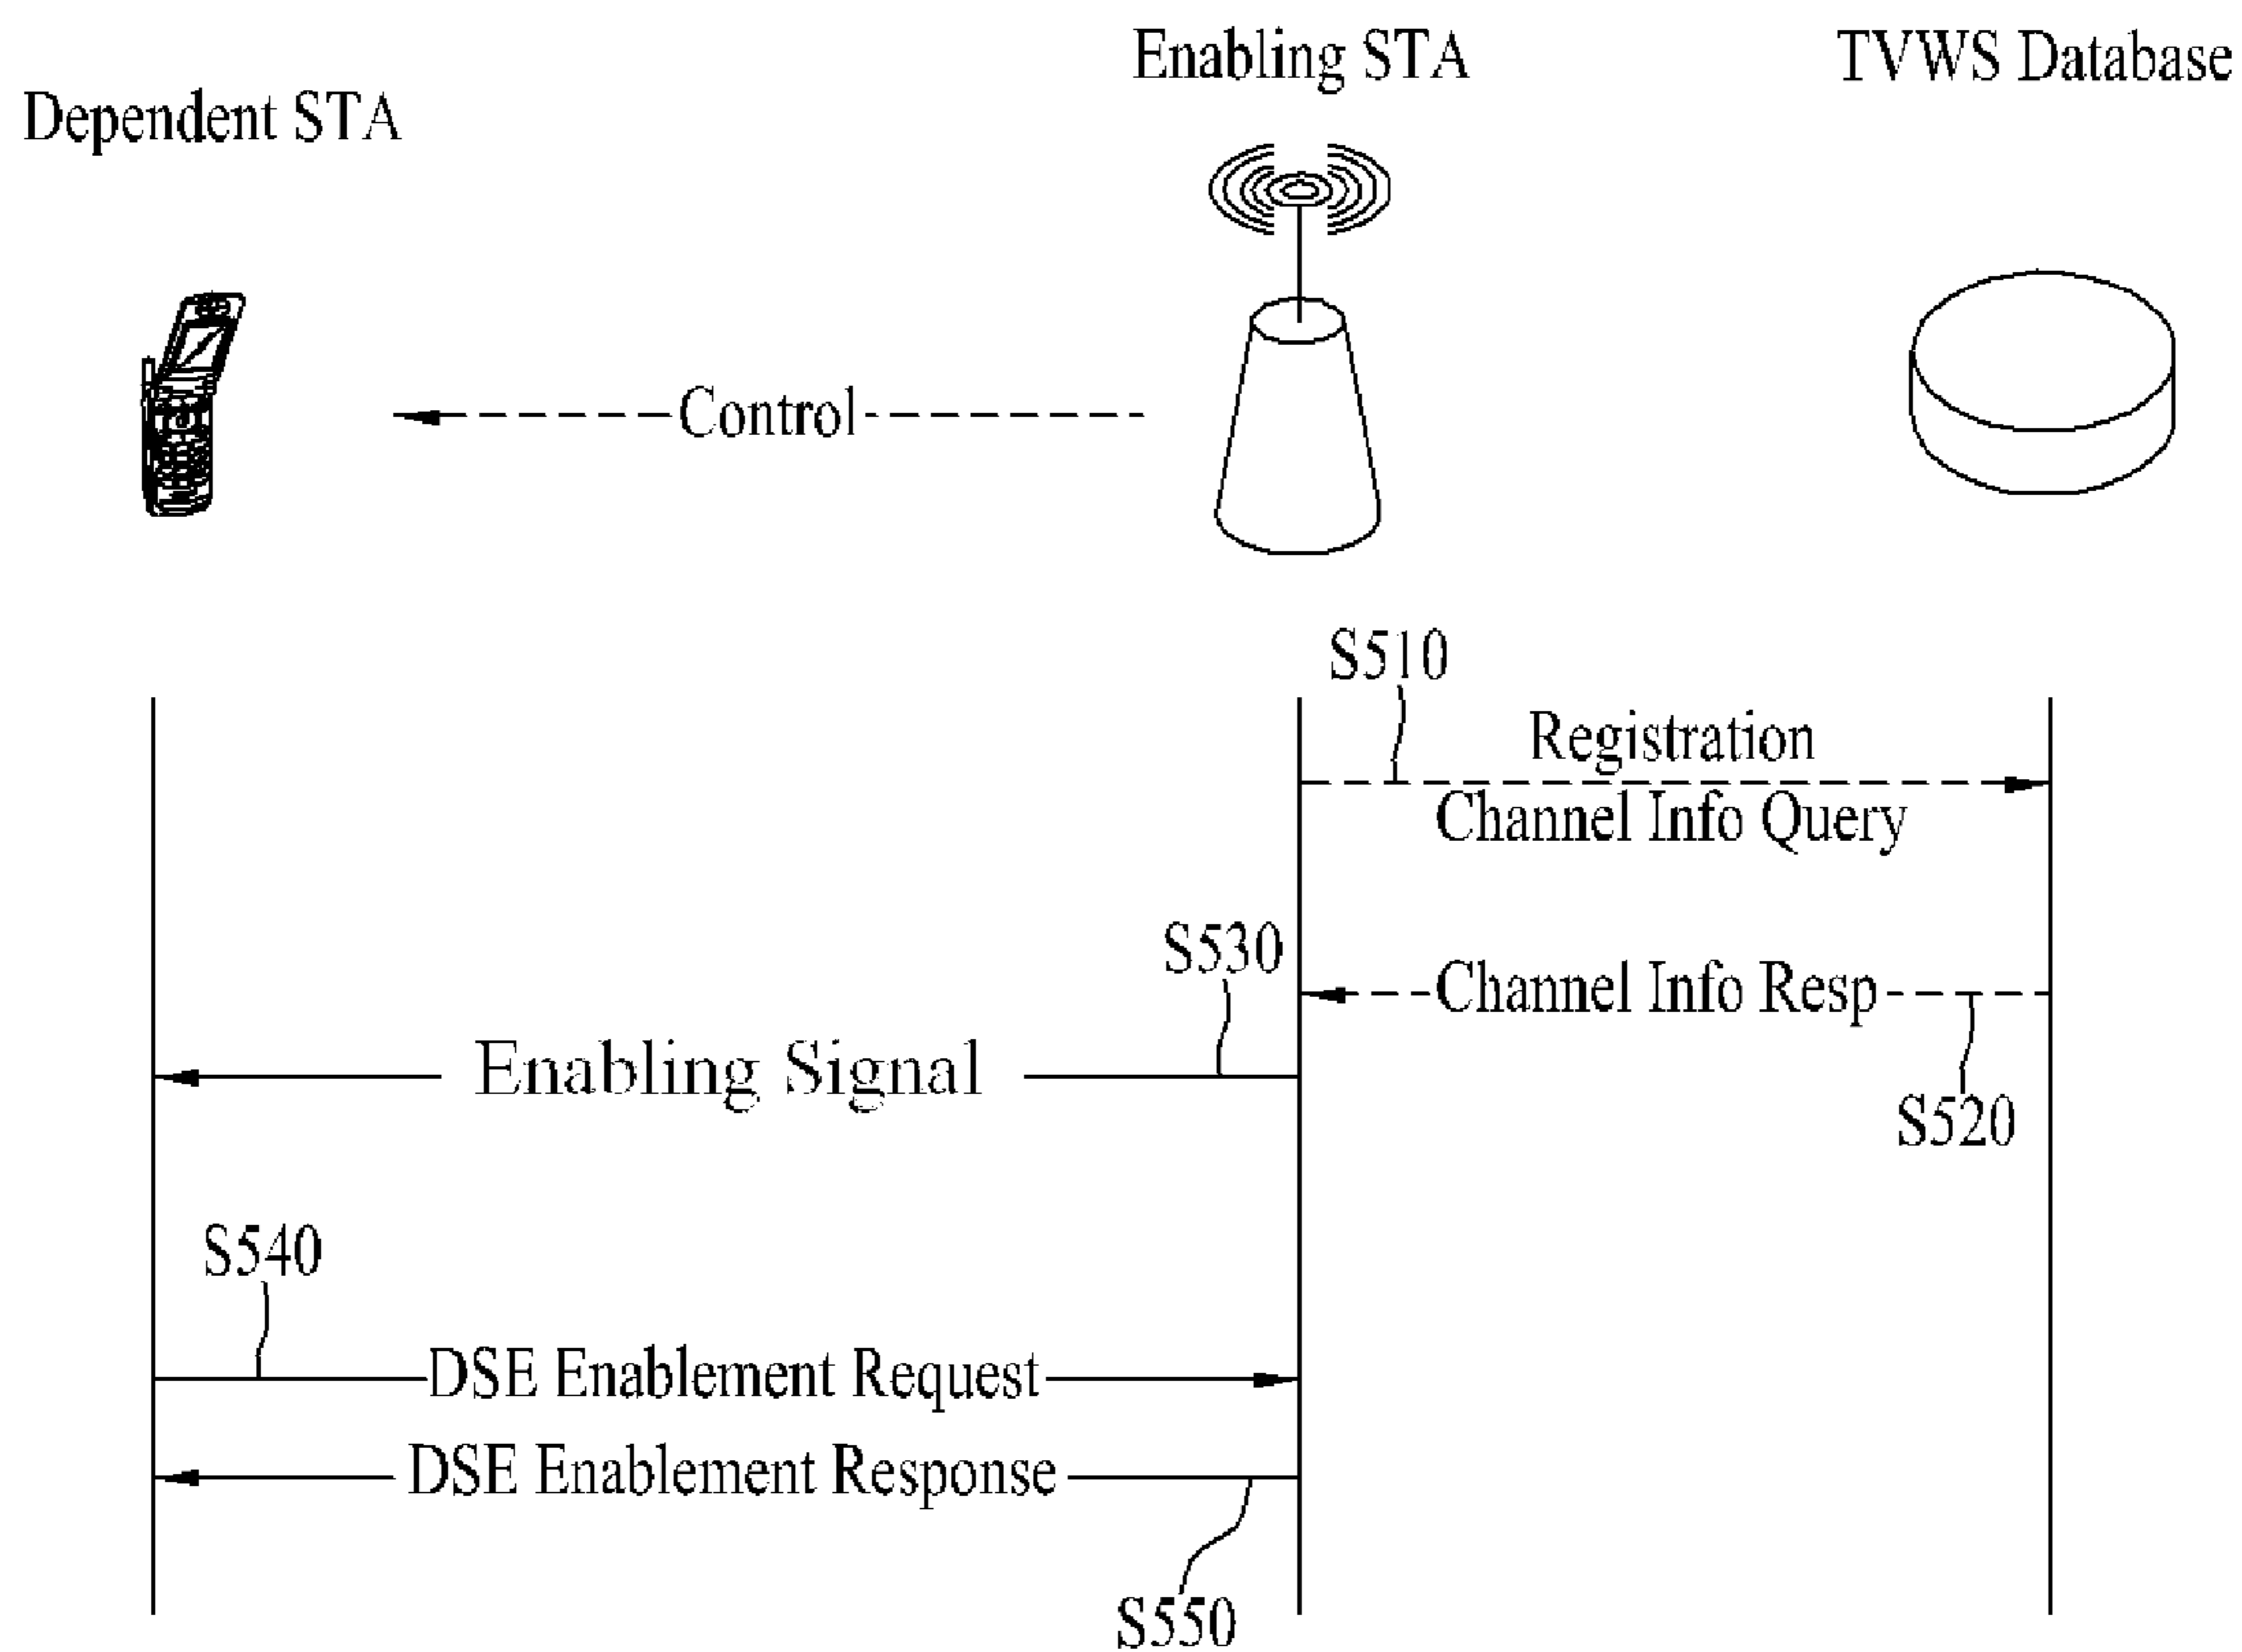 Enabling STA
TVWS Database
Dependent STA
Control
S510
Registration
Channel Info Query
S530
Channel Info Resp
Enabling Signal
S520
S540
DSE Enablement Request
DSE Enablement Response
S550